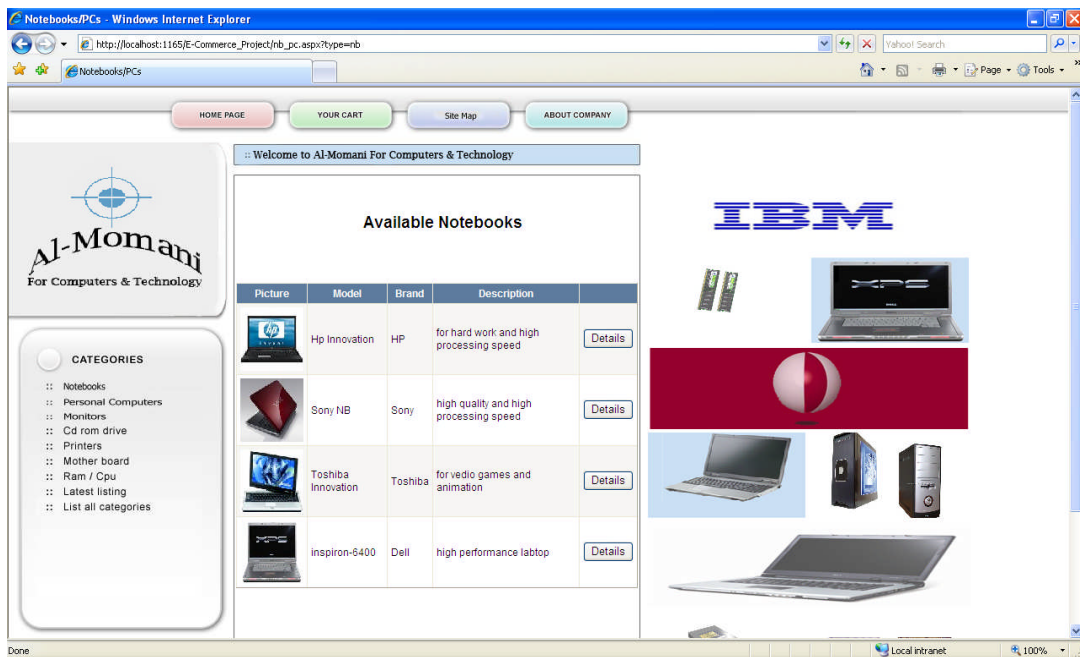 Notebooks/PCs - Windows Internet Explorer
http://localhost:1165/E-Commerce_Project/nb_pc.aspx?type=nb
Yahoo! Search
Notebooks/PCs
Page
Tools
»
HOME PAGE
YOUR CART
Site Map
ABOUT COMPANY
:: Welcome to Al-Momani For Computers & Technology
Al-Momani
For Computers & Technology
CATEGORIES
:: Notebooks
:: Personal Computers
:: Monitors
:: Cd rom drive
:: Printers
:: Mother board
:: Ram / Cpu
:: Latest listing
:: List all categories
Available Notebooks
Picture Model Brand Description
hp
Hp Innovation HP for hard work and high
processing speed
Details
Sony NB Sony high quality and high
processing speed
Details
Toshiba
Innovation
Toshiba for vedio games and
animation
Details
XPS
inspiron-6400 Dell high performance labtop
Details
IBM
XPS
Done
Local intranet
100%